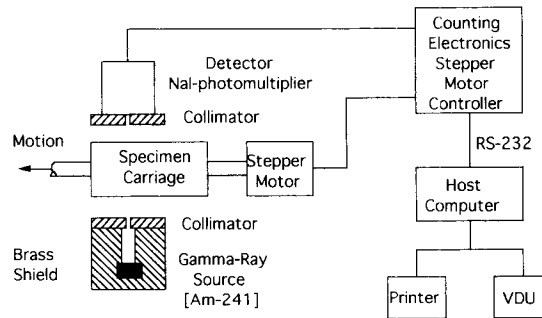 Detector
NaI-photomultiplier
Collimator
Motion
Specimen
Carriage
Stepper
Motor
Collimator
Brass
Shield
Gamma-Ray
Source
[Am-241]
Counting
Electronics
Stepper
Motor
Controller
RS-232
Host
Computer
Printer
VDU